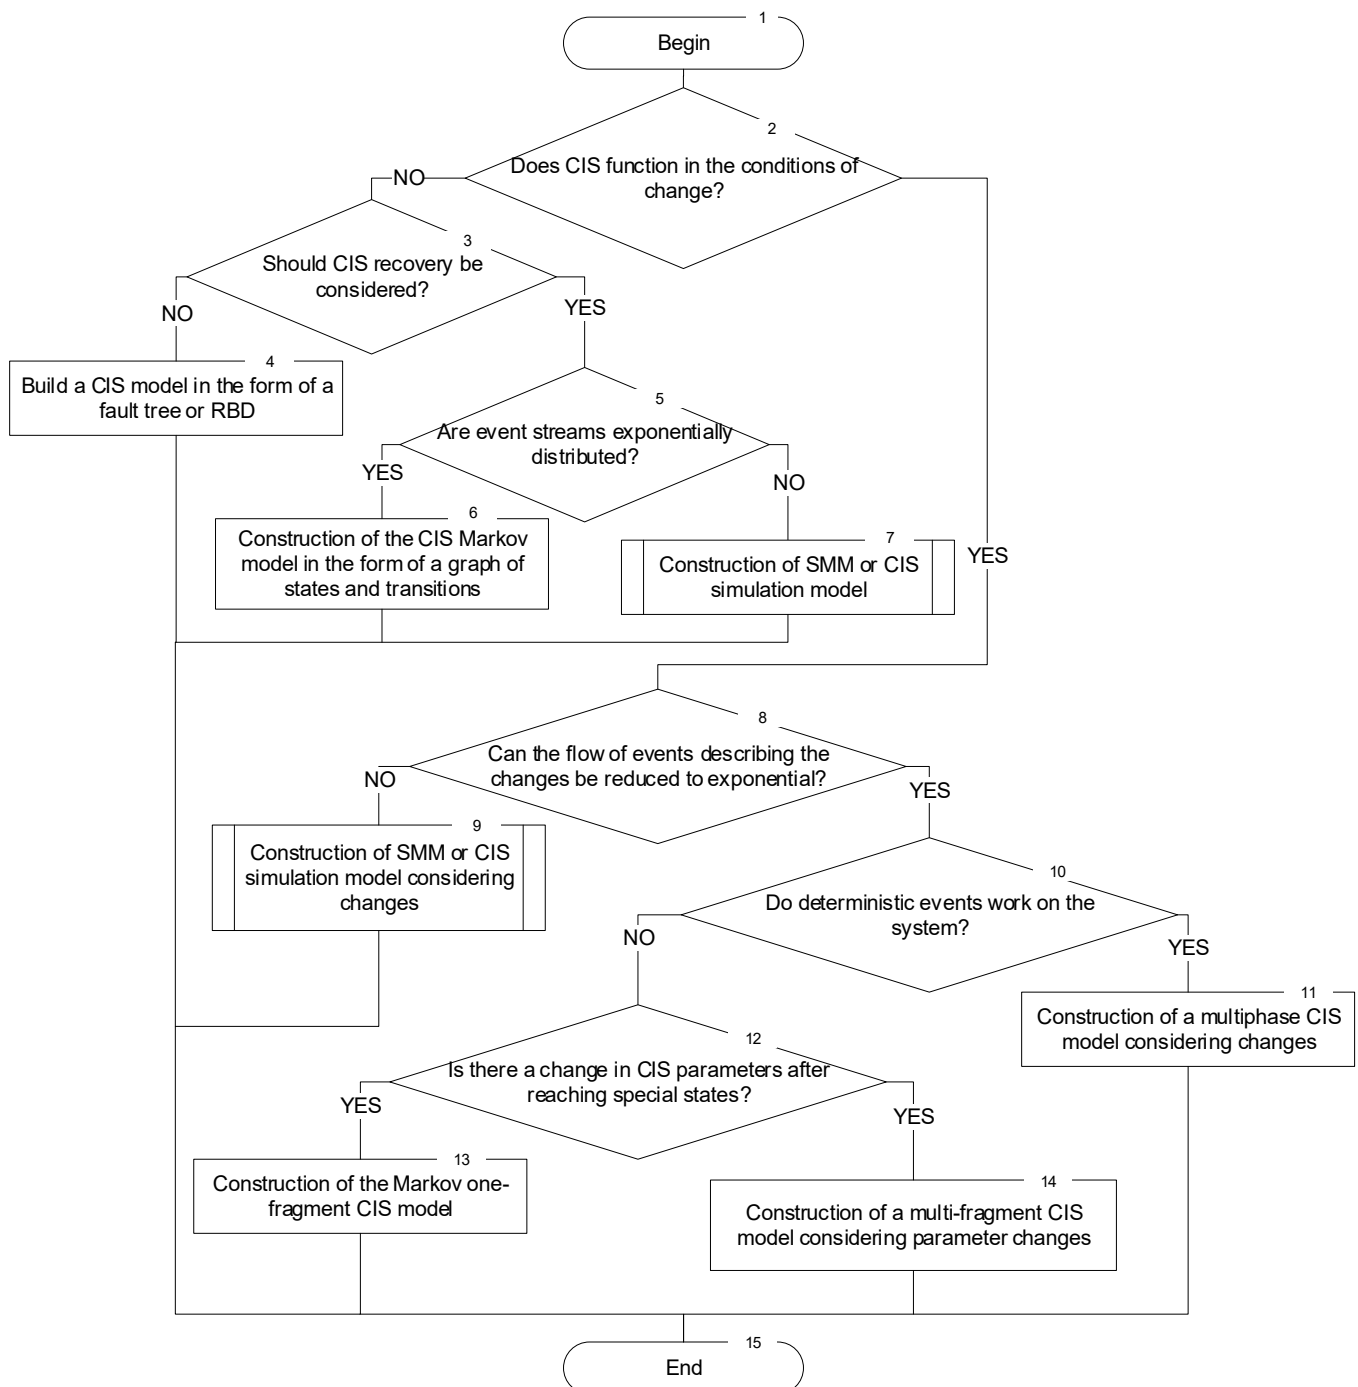 1
Begin
2
Does CIS function in the conditions of
change?
NO
3
Should CIS recovery be
considered?
NO
YES
4
Build a CIS model in the form of a
fault tree or RBD
5
Are event streams exponentially
distributed?
YES
NO
6
Construction of the CIS Markov
model in the form of a graph of
states and transitions
7
Construction of SMM or CIS
simulation model
YES
8
Can the flow of events describing the
changes be reduced to exponential?
NO
YES
9
Construction of SMM or CIS
simulation model considering
changes
10
Do deterministic events work on the
system?
NO
YES
11
Construction of a multiphase CIS
model considering changes
12
Is there a change in CIS parameters after
reaching special states?
YES
YES
13
Construction of the Markov one-
fragment CIS model
14
Construction of a multi-fragment CIS
model considering parameter changes
15
End